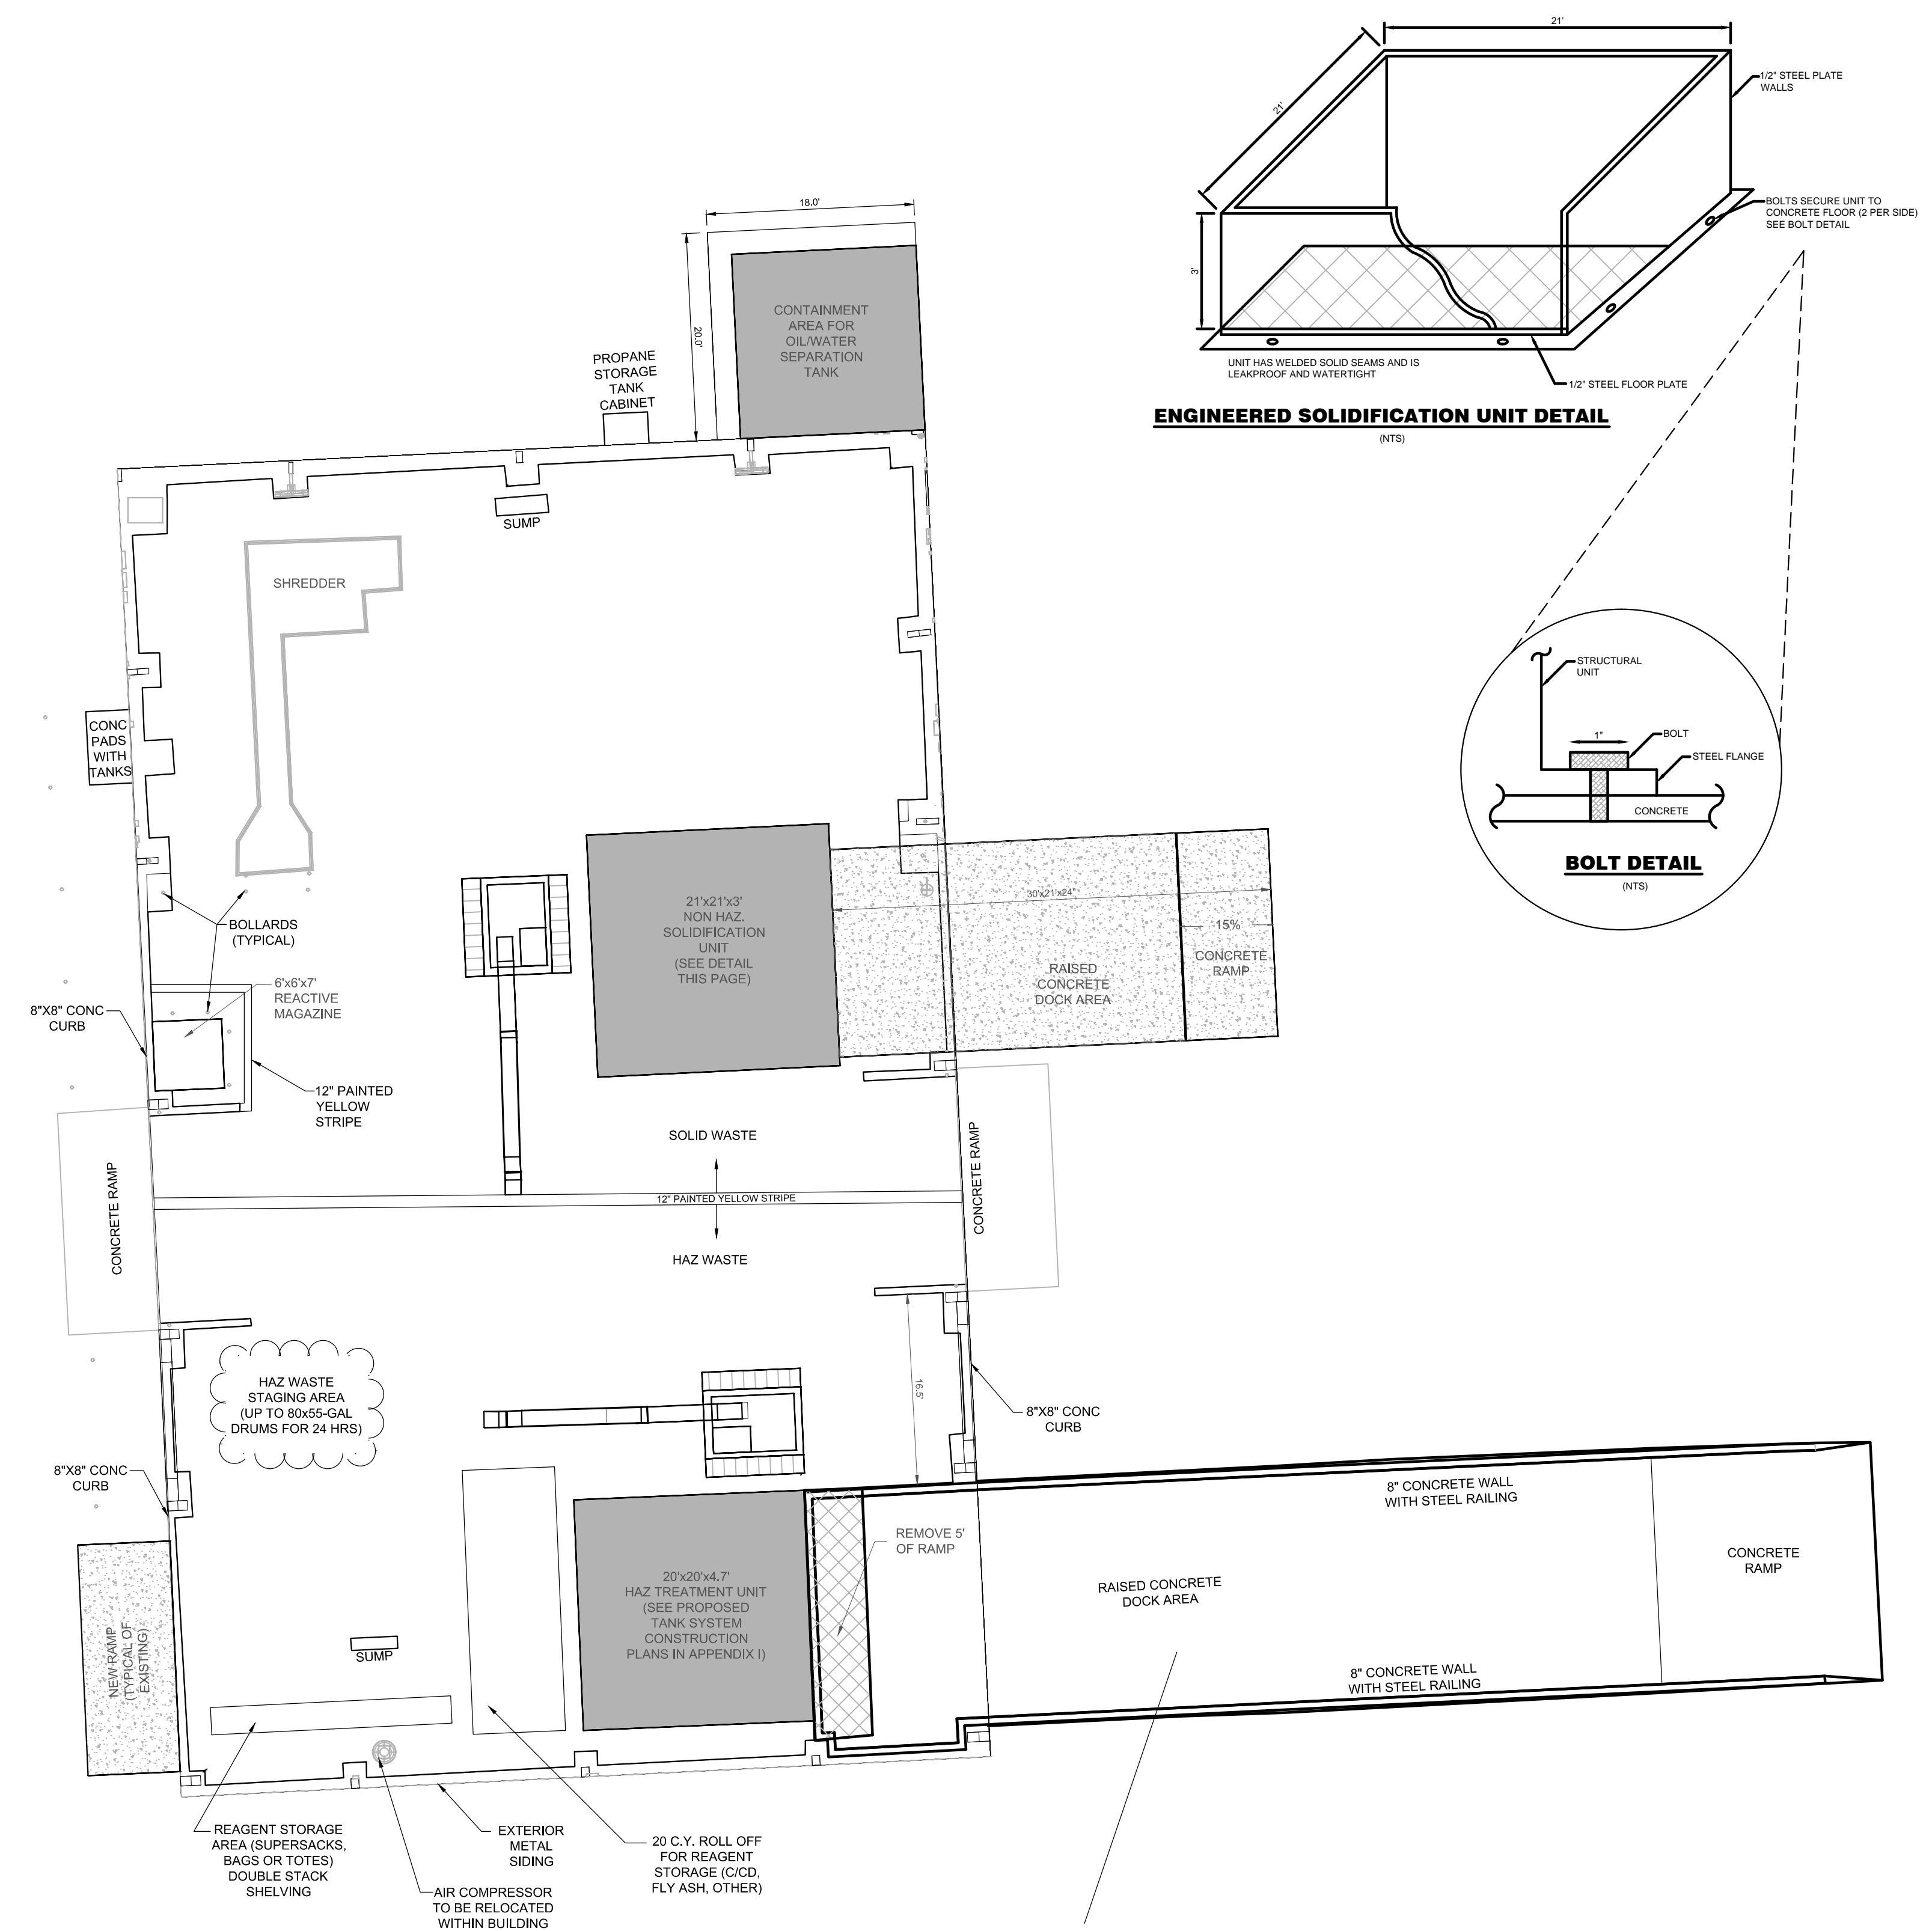 21'
21'
3'
1/2" STEEL PLATE
WALLS
BOLTS SECURE UNIT TO
CONCRETE FLOOR (2 PER SIDE)
SEE BOLT DETAIL
UNIT HAS WELDED SOLID SEAMS AND IS
LEAKPROOF AND WATERTIGHT
1/2" STEEL FLOOR PLATE
ENGINEERED SOLIDIFICATION UNIT DETAIL
(NTS)
18.0'
20.0'
CONTAINMENT
AREA FOR
OIL/WATER
SEPARATION
TANK
PROPANE
STORAGE
TANK
CABINET
SUMP
SHREDDER
STRUCTURAL
UNIT
1"
BOLT
STEEL FLANGE
CONCRETE
BOLT DETAIL
(NTS)
CONC
PADS
WITH
TANKS
BOLLARDS
(TYPICAL)
21'x21'x3'
NON HAZ.
SOLIDIFICATION
UNIT
(SEE DETAIL
THIS PAGE)
30'x21'x24"
15%
CONCRETE
RAMP
RAISED
CONCRETE
DOCK AREA
6'x6'x7'
REACTIVE
MAGAZINE
8"X8" CONC
CURB
12" PAINTED
YELLOW
STRIPE
SOLID WASTE
12" PAINTED YELLOW STRIPE
HAZ WASTE
CONCRETE RAMP
CONCRETE RAMP
HAZ WASTE
STAGING AREA
(UP TO 80x55-GAL
DRUMS FOR 24 HRS)
16.5'
8"X8" CONC
CURB
8"X8" CONC
CURB
8" CONCRETE WALL
WITH STEEL RAILING
REMOVE 5'
OF RAMP
CONCRETE
RAMP
RAISED CONCRETE
DOCK AREA
20'x20'x4.7'
HAZ TREATMENT UNIT
(SEE PROPOSED
TANK SYSTEM
CONSTRUCTION
PLANS IN APPENDIX I)
NEW RAMP
(TYPICAL OF
EXISTING)
SUMP
8" CONCRETE WALL
WITH STEEL RAILING
REAGENT STORAGE
AREA (SUPERSACKS,
BAGS OR TOTES)
DOUBLE STACK
SHELVING
EXTERIOR
METAL
SIDING
20 C.Y. ROLL OFF
FOR REAGENT
STORAGE (C/CD,
FLY ASH, OTHER)
AIR COMPRESSOR
TO BE RELOCATED
WITHIN BUILDING